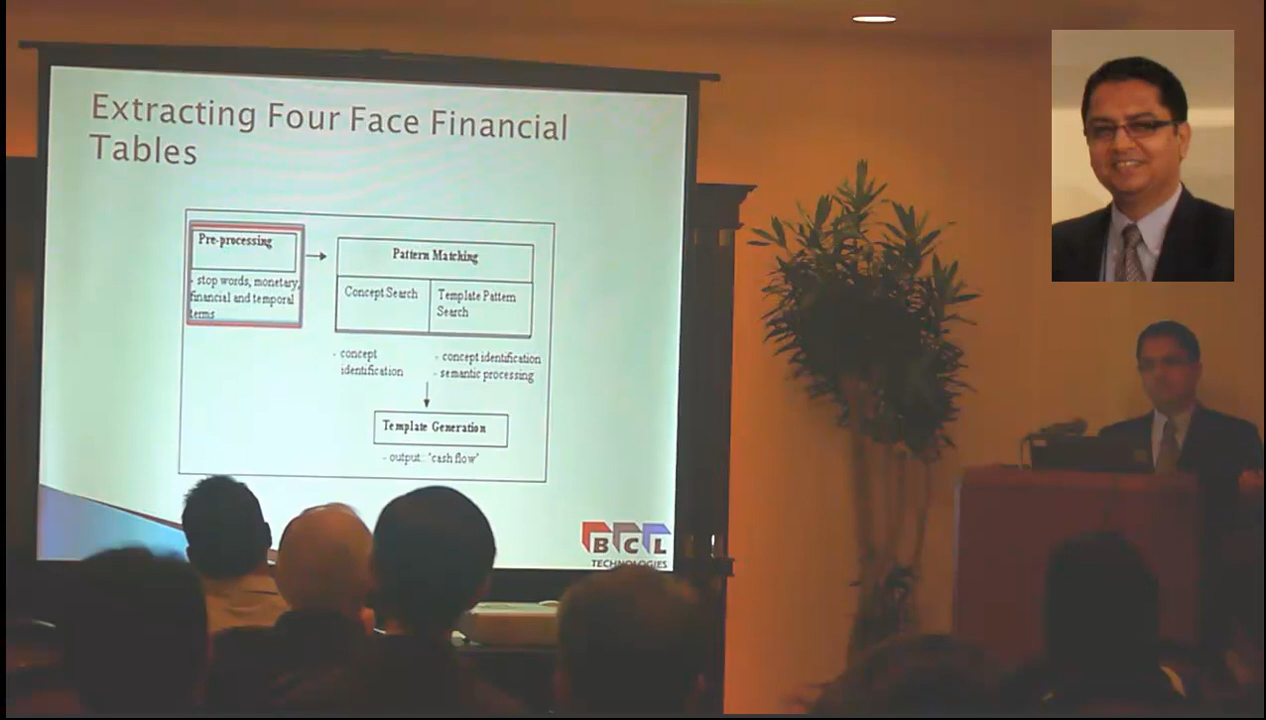 Extracting Four Face Financial
Tables
Pre-processing
- stop words, monetary,
financial and temporal
terms
Pattern Matching
Concept Search
Template Pattern
Search
- concept
identification
- concept identification
- semantic processing
Template Generation
- output: 'cash flow'
BCL
TECHNOLOGIES